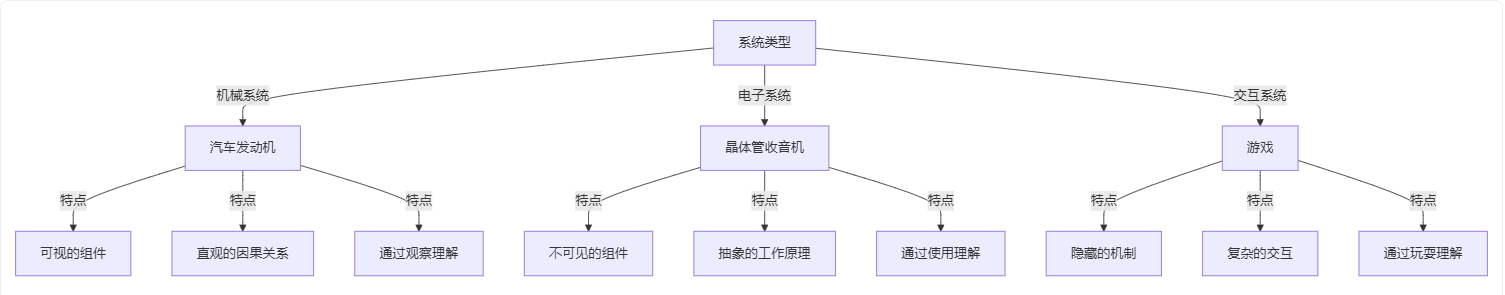 系统类型
机械系统
电子系统
交互系统
汽车发动机
晶体管收音机
游戏
特点
特点
特点
特点
特点
特点
特点
特点
特点
可视的组件
直观的因果关系
通过观察理解
不可见的组件
抽象的工作原理
通过使用理解
隐藏的机制
复杂的交互
通过玩耍理解